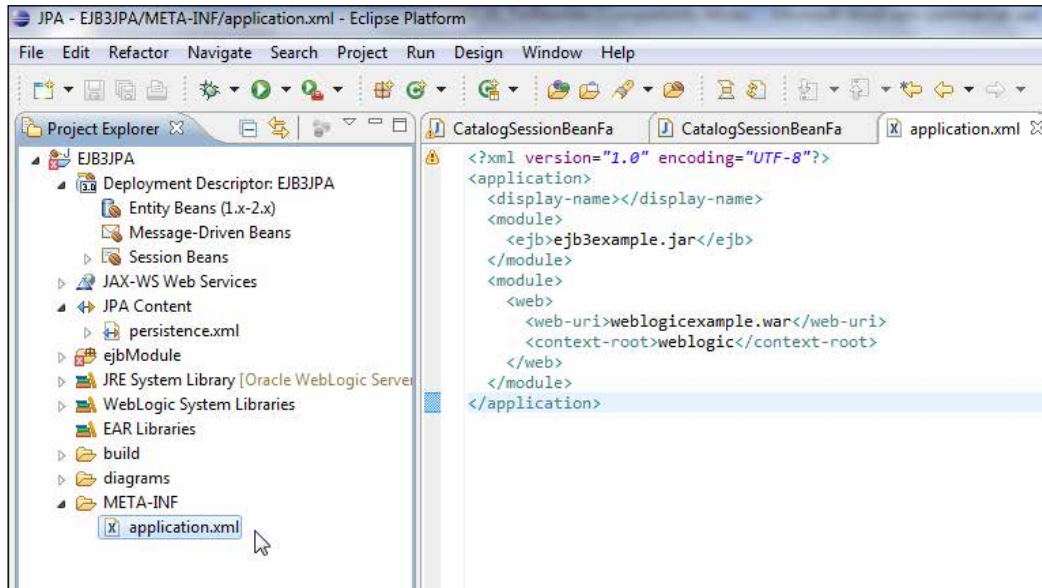 JPA - EJB3JPA/META-INF/application.xml - Eclipse Platform
File Edit Refactor Navigate Search Project Run Design Window Help
Project Explorer
CatalogSessionBeanFa
CatalogSessionBeanFa
application.xml
EJB3JPA
Deployment Descriptor: EJB3JPA
Entity Beans (1.x-2.x)
Message-Driven Beans
Session Beans
JAX-WS Web Services
JPA Content
persistence.xml
ejbModule
JRE System Library [Oracle WebLogic Server
WebLogic System Libraries
EAR Libraries
build
diagrams
META-INF
application.xml
<?xml version="1.0" encoding="UTF-8"?>
<application>
<display-name></display-name>
<module>
<ejb>ejb3example.jar</ejb>
</module>
<module>
<web>
<web-uri>weblogicexample.war</web-uri>
<context-root>weblogic</context-root>
</web>
</module>
</application>